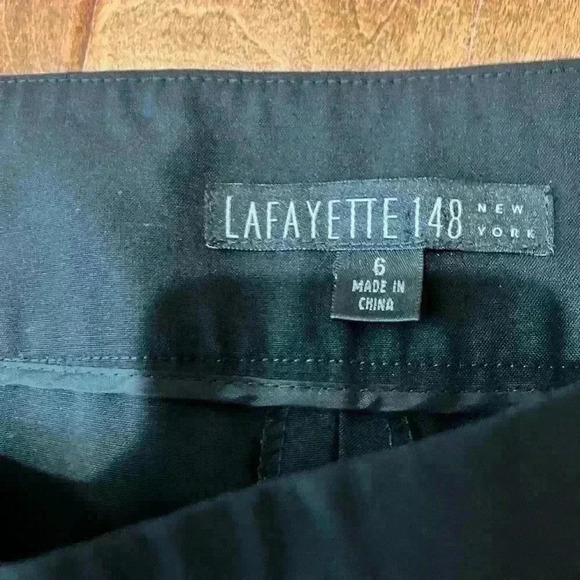 LAFAYETTE 148 NEW YORK
6
MADE IN
CHINA